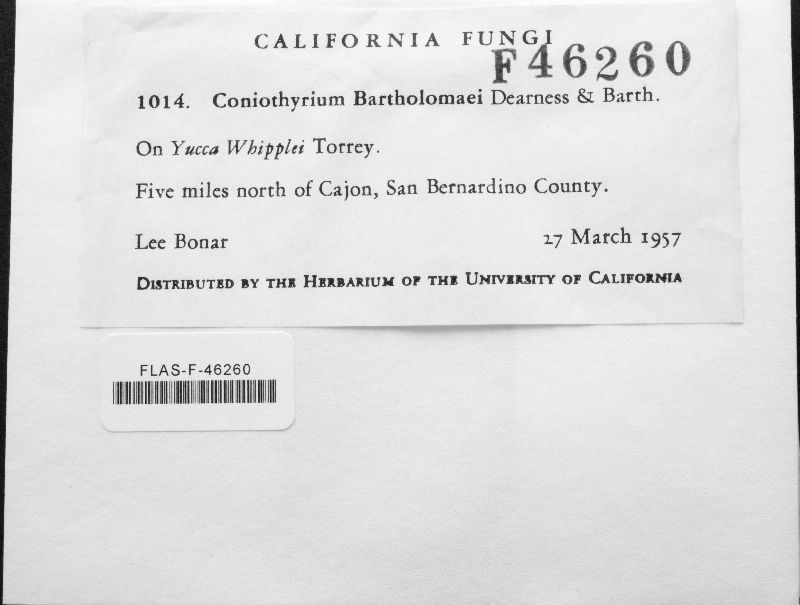 CALIFORNIA FUNGI
F46260
1014. Coniothyrium Bartholomaei Dearness & Barth.
On Yucca Whipplei Torrey.
Five miles north of Cajon, San Bernardino County.
Lee Bonar 27 March 1957
DISTRIBUTED BY THE HERBARIUM OF THE UNIVERSITY OF CALIFORNIA
FLAS-F-46260